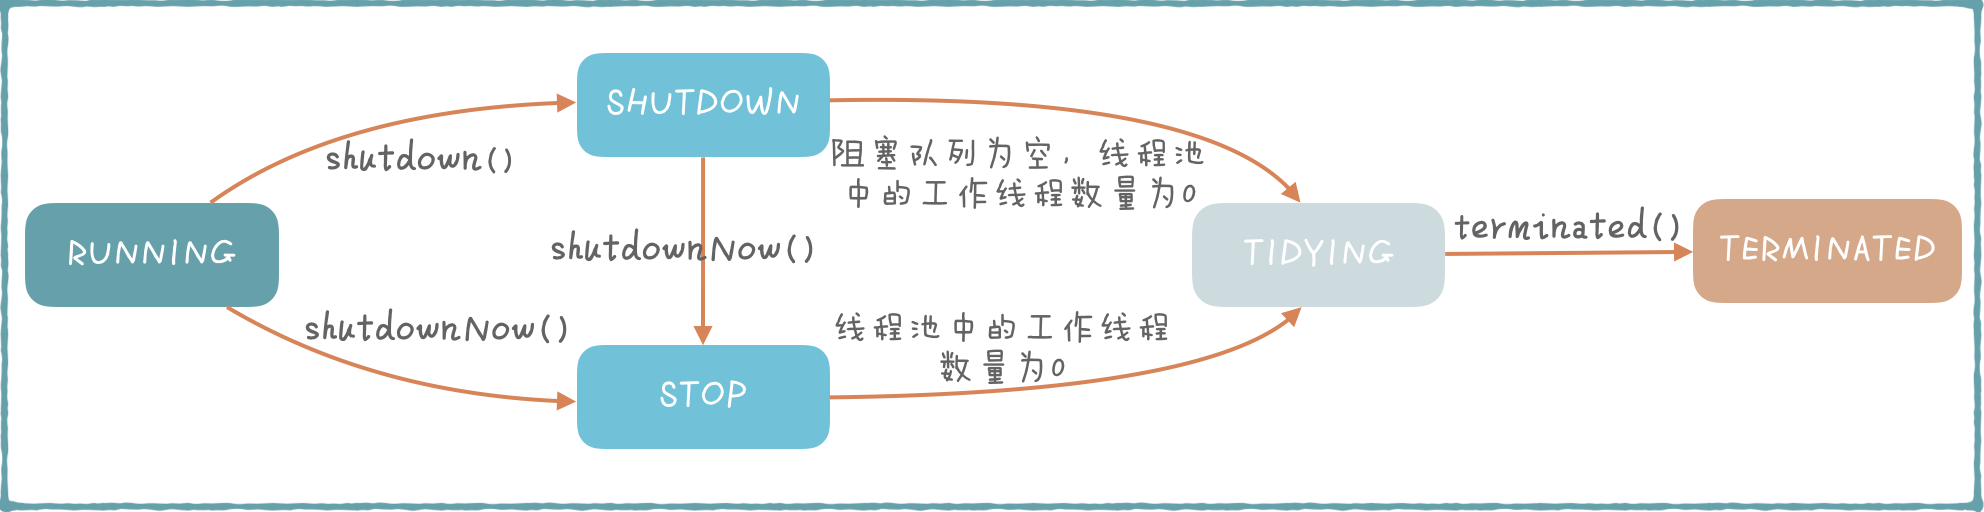 SHUTDOWN
shutdown()
阻塞队列为空，线程池
中的工作线程数量为0
RUNNING
shutdownNow()
TIDYING
terminated()
TERMINATED
shutdownNow()
线程池中的工作线程
数量为0
STOP